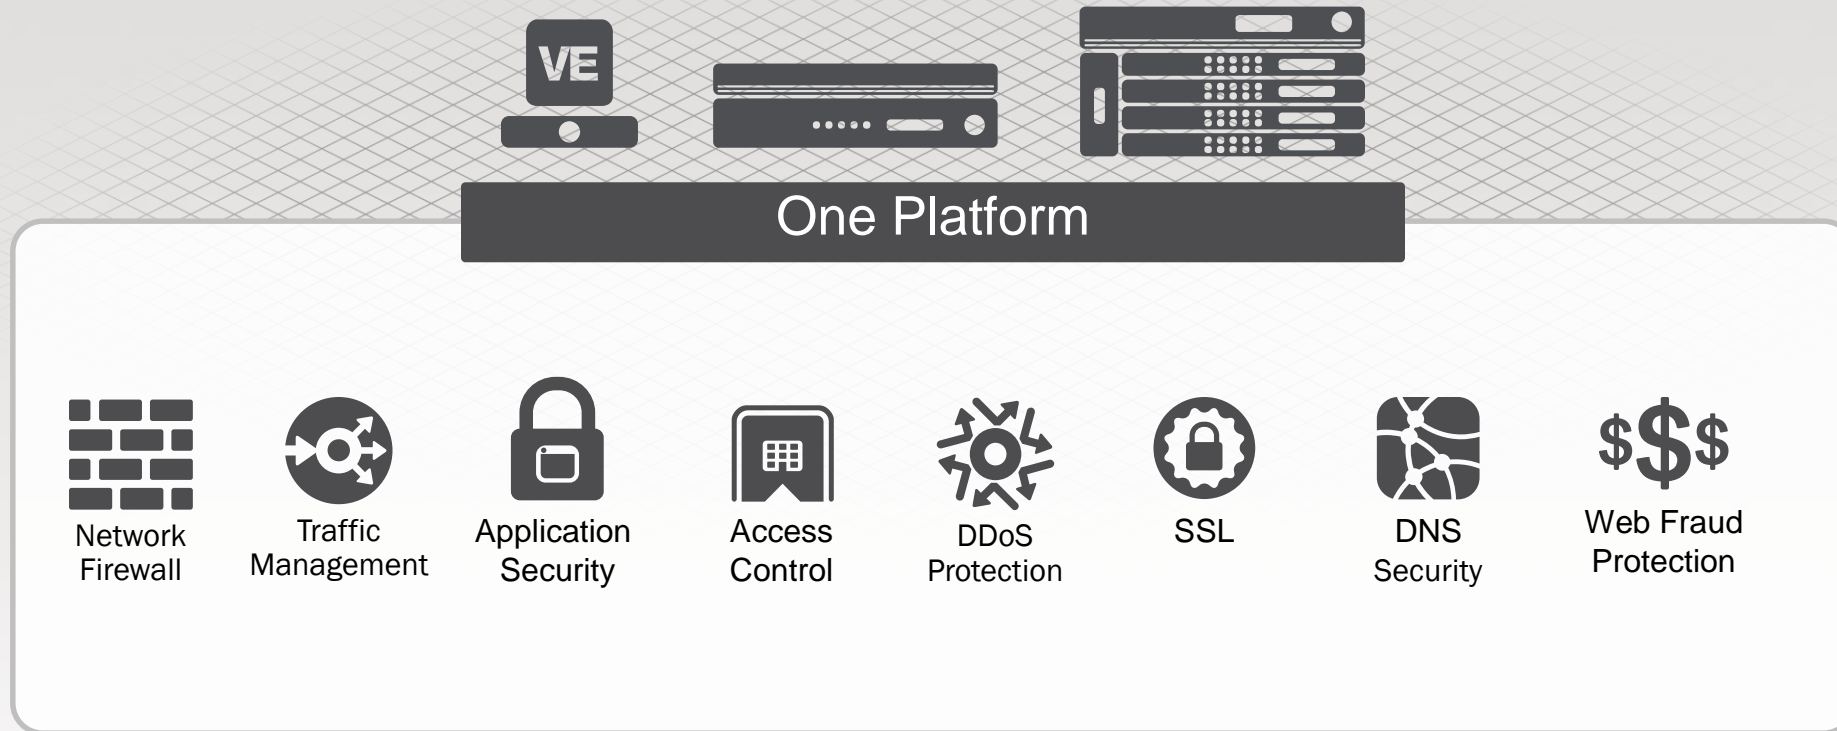 VE
One Platform
Network
Firewall
Traffic
Management
Application
Security
Access
Control
DDoS
Protection
SSL
DNS
Security
Web Fraud
Protection